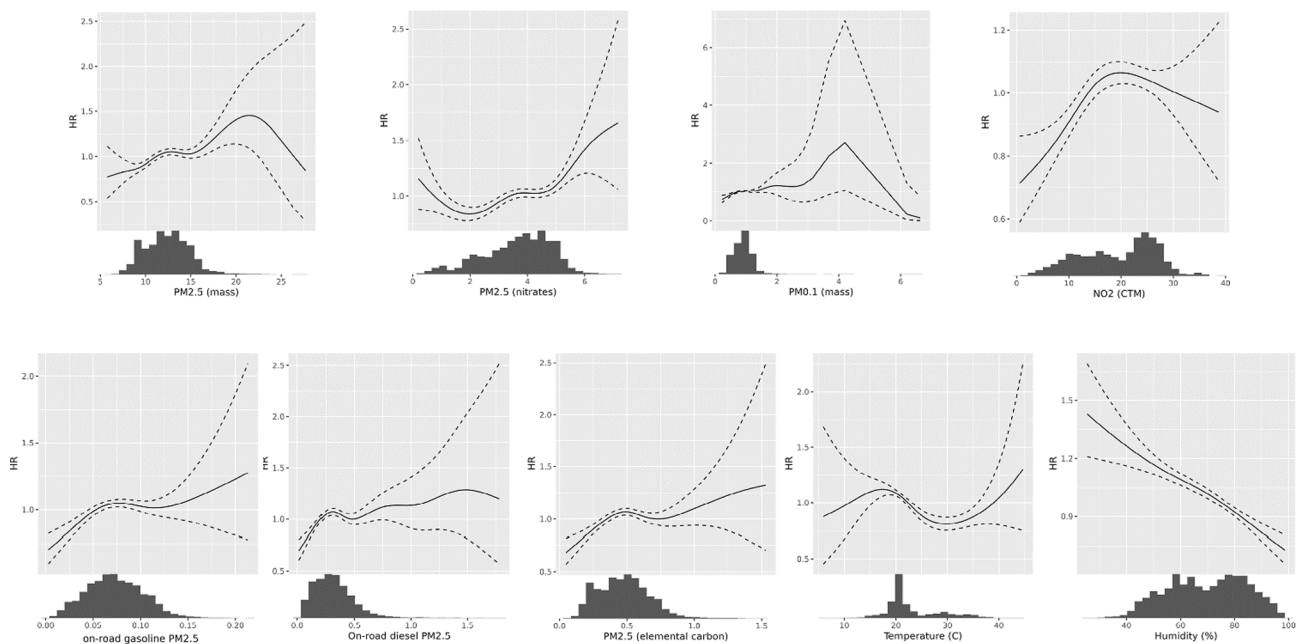 2.5
2.0
1.5
1.0
0.5
HR
5 10 15 20 25
PM2.5 (mass)
2.5
2.0
1.5
1.0
HR
0 2 4 6
PM2.5 (nitrates)
6
4
2
0
HR
0 2 4 6
PM0.1 (mass)
1.2
1.0
0.8
0.6
HR
0 10 20 30 40
NO2 (CTM)
2.0
1.5
1.0
HR
0.00 0.05 0.10 0.15 0.20
on-road gasoline PM2.5
2.5
2.0
1.5
1.0
0.5
HR
0.0 0.5 1.0 1.5
On-road diesel PM2.5
2.5
2.0
1.5
1.0
0.5
HR
0.0 0.5 1.0 1.5
PM2.5 (elemental carbon)
2.0
1.5
1.0
0.5
HR
10 20 30 40
Temperature (C)
1.5
1.2
0.9
HR
40 60 80 100
Humidity (%)